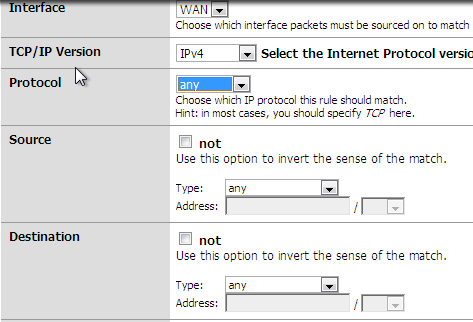 Interface WAN
Choose which interface packets must be sourced on to match
TCP/IP Version IPv4 Select the Internet Protocol versio
Protocol any
Choose which IP protocol this rule should match.
Hint: in most cases, you should specify TCP here.
Source not
Use this option to invert the sense of the match.
Type: any
Address: /
Destination not
Use this option to invert the sense of the match.
Type: any
Address: /